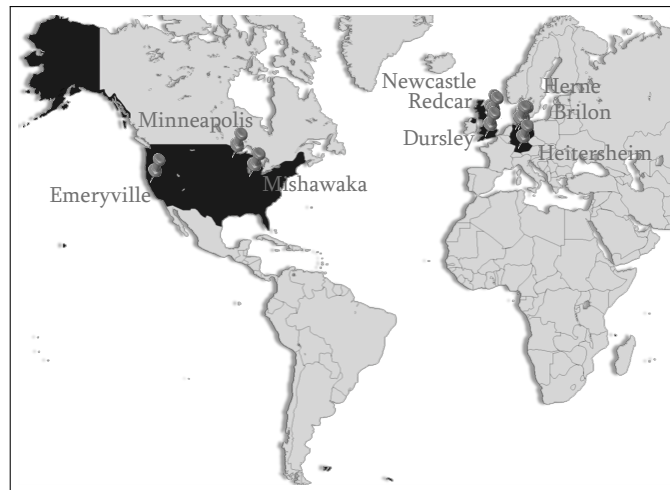 Newcastle
Herne
Redcar
Brilon
Minneapolis
Dursley
Heitersheim
Mishawaka
Emeryville